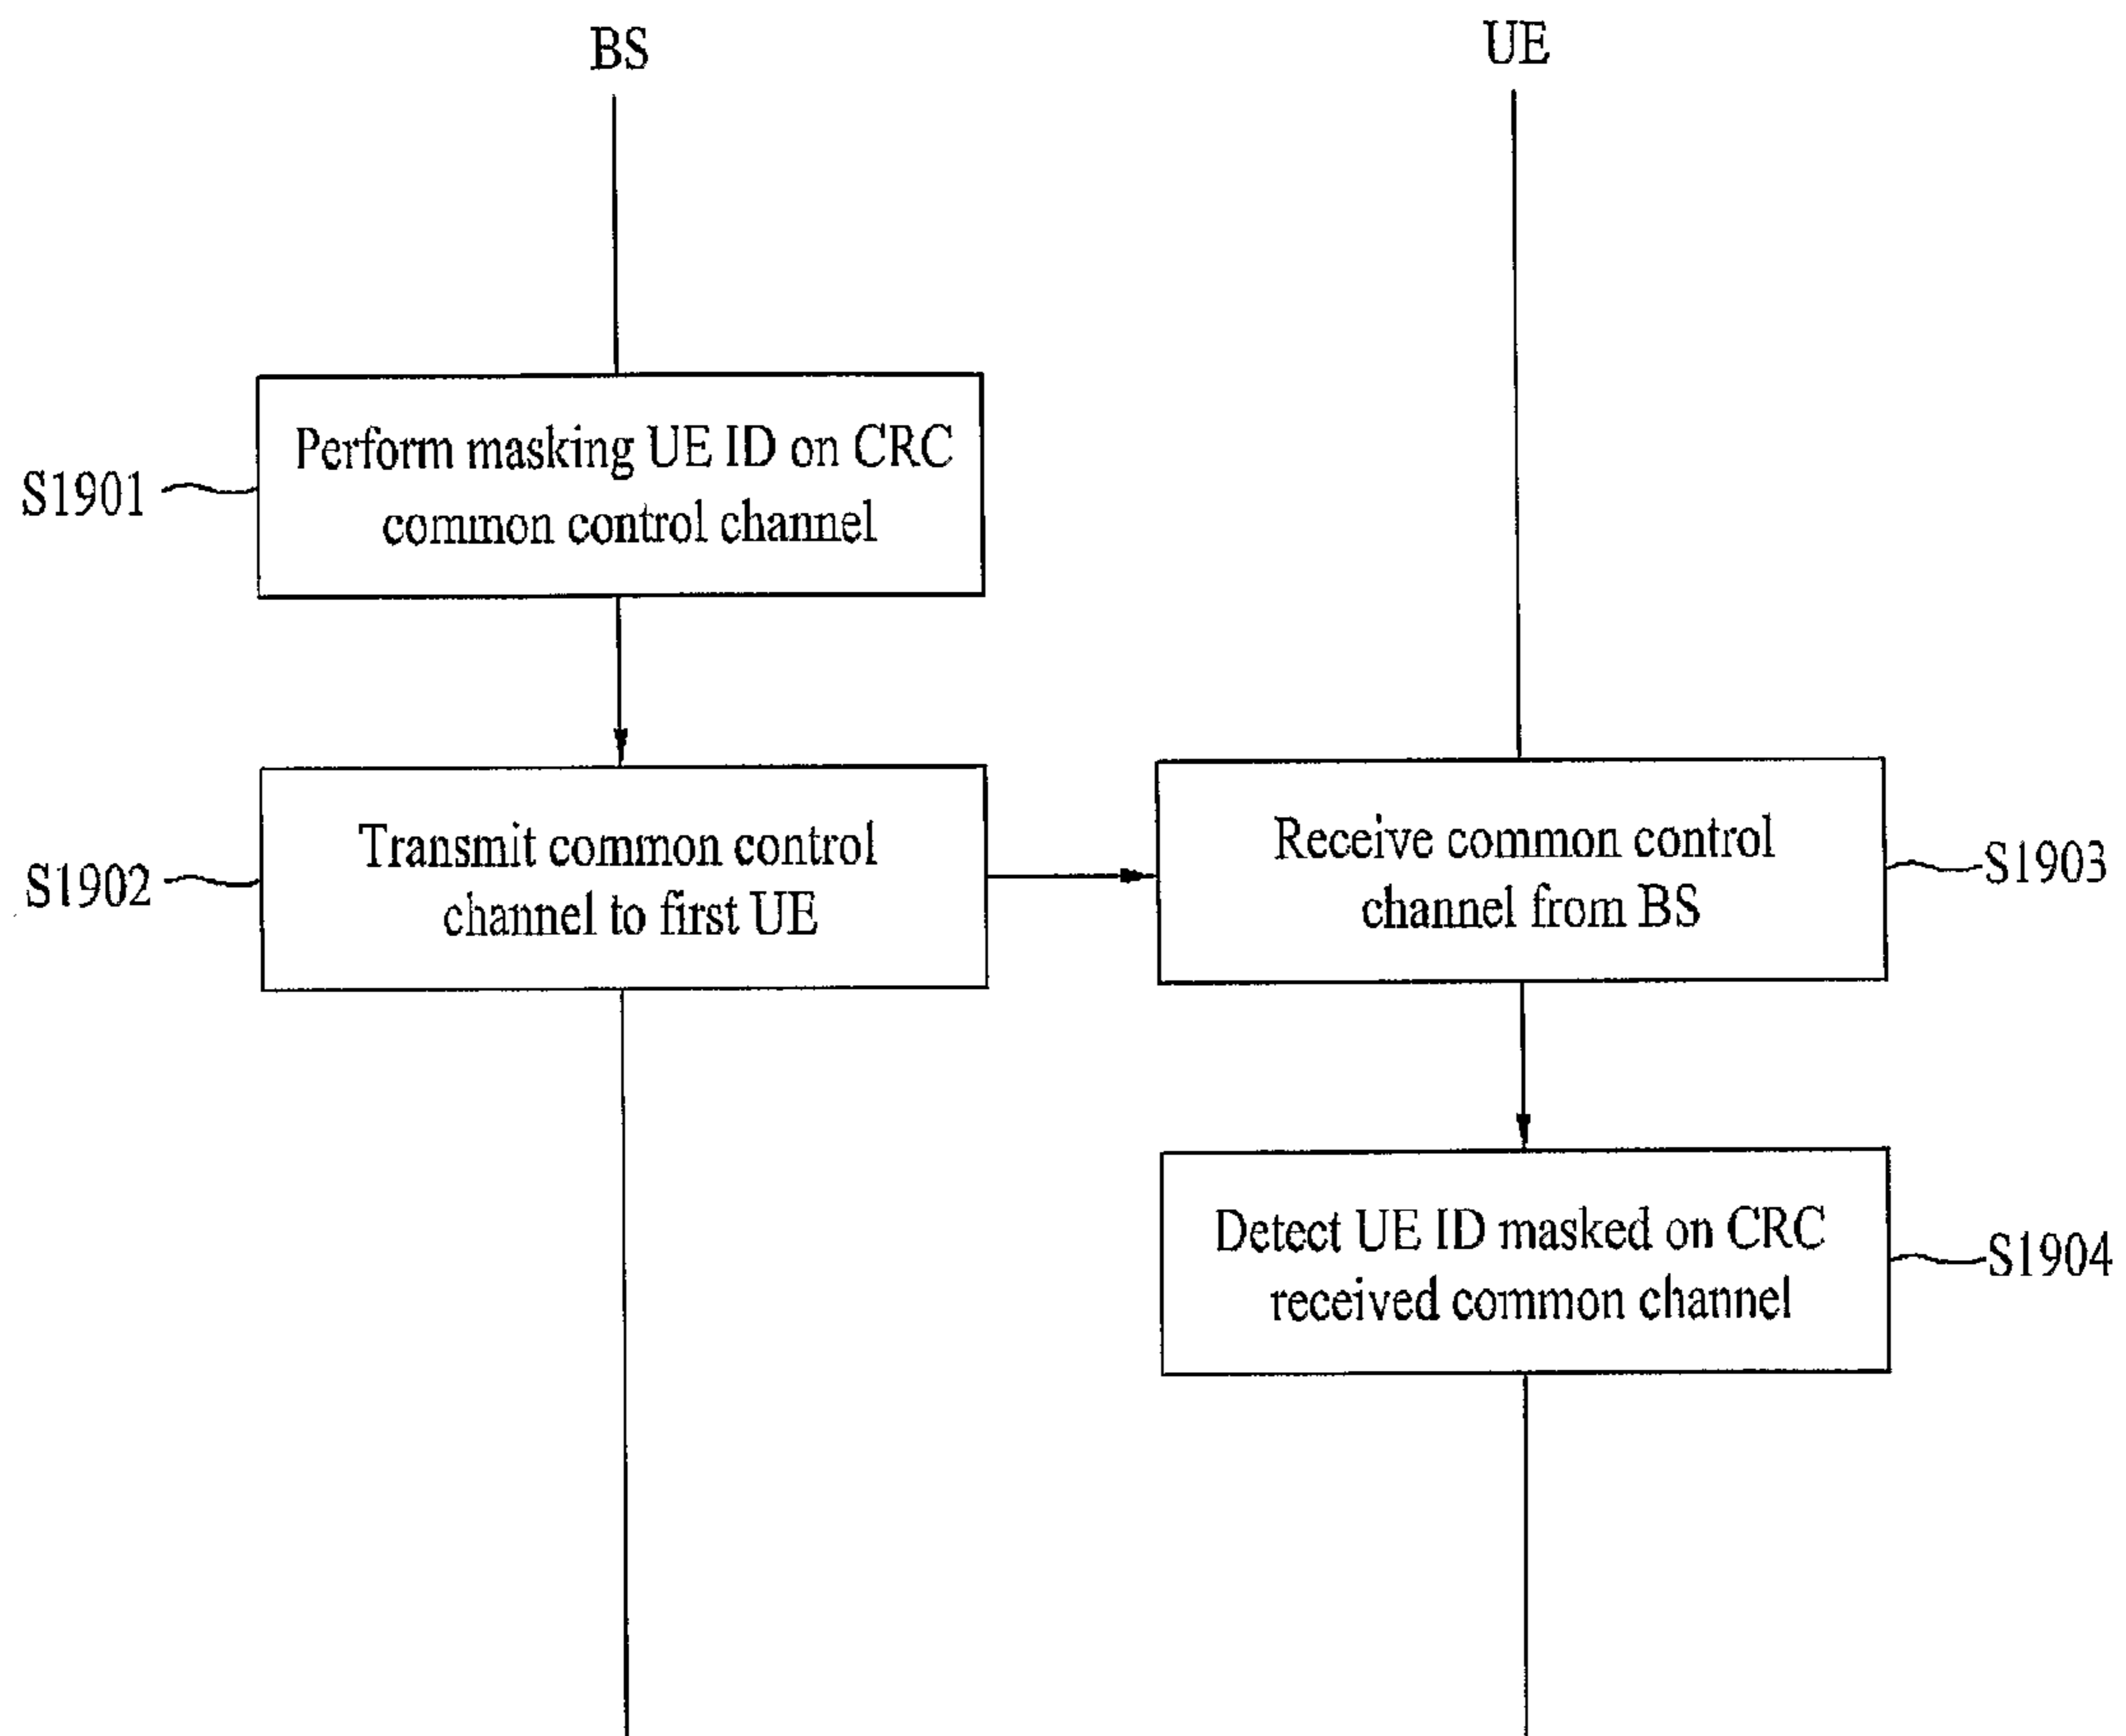 BS
UE
S1901
Perform masking UE ID on CRC
common control channel
S1902
Transmit common control
channel to first UE
Receive common control
channel from BS
S1903
Detect UE ID masked on CRC
received common channel
S1904